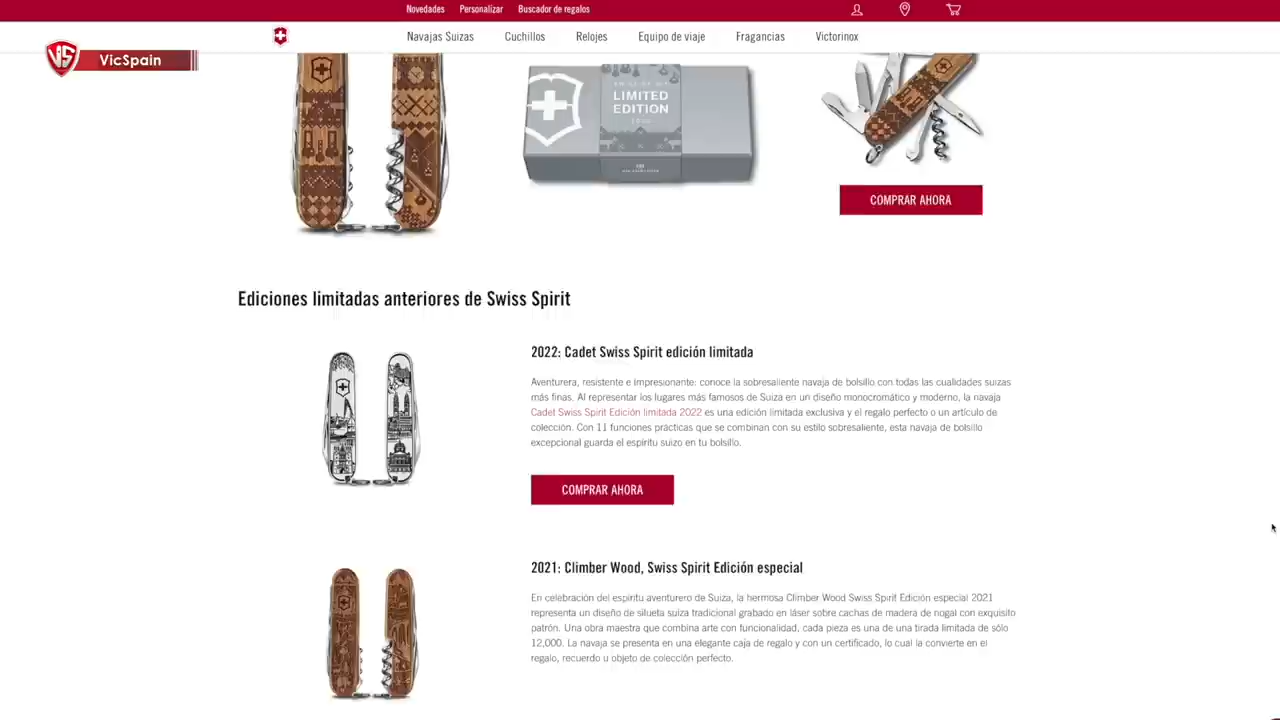 Novedades Personalizar Buscador de regalos
Navajas Suizas Cuchillos Relojes Equipo de viaje Fragancias Victorinox
VS VicSpain
LIMITED
EDITION
COMPRAR AHORA
Ediciones limitadas anteriores de Swiss Spirit
2022: Cadet Swiss Spirit edición limitada
Aventurera, resistente e impresionante: conoce la sobresaliente navaja de bolsillo con todas las cualidades suizas
más finas. Al representar los lugares más famosos de Suiza en un diseño monocromático y moderno, la navaja
Cadet Swiss Spirit Edición limitada 2022 es una edición limitada exclusiva y el regalo perfecto o un artículo de
colección. Con 11 funciones prácticas que se combinan con su estilo sobresaliente, esta navaja de bolsillo
excepcional guarda el espíritu suizo en tu bolsillo.
COMPRAR AHORA
2021: Climber Wood, Swiss Spirit Edición especial
En celebración del espíritu aventurero de Suiza, la hermosa Climber Wood Swiss Spirit Edición especial 2021
representa un diseño de silueta suiza tradicional grabado en láser sobre cachas de madera de nogal con exquisito
patrón. Una obra maestra que combina arte con funcionalidad, cada pieza es una de una tirada limitada de sólo
12,000. La navaja se presenta en una elegante caja de regalo y con un certificado, lo cual la convierte en el
regalo, recuerdo u objeto de colección perfecto.